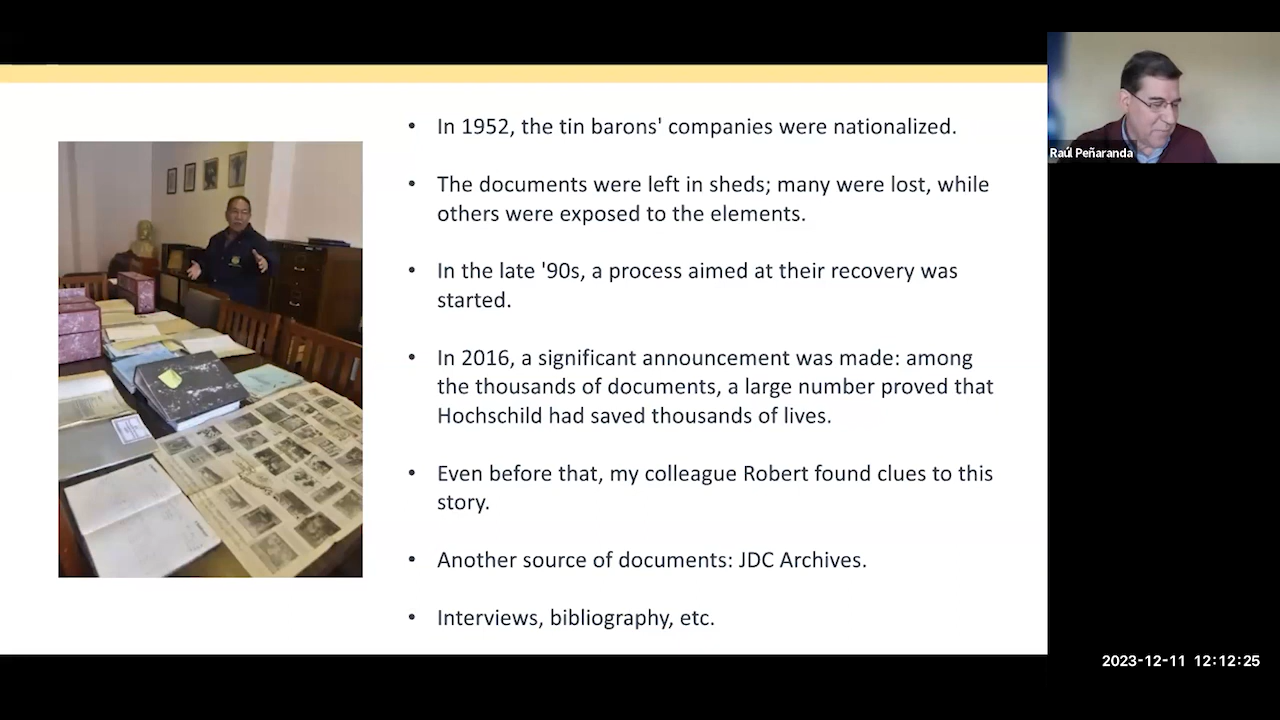 • In 1952, the tin barons' companies were nationalized.
• The documents were left in sheds; many were lost, while
others were exposed to the elements.
• In the late '90s, a process aimed at their recovery was
started.
• In 2016, a significant announcement was made: among
the thousands of documents, a large number proved that
Hochschild had saved thousands of lives.
• Even before that, my colleague Robert found clues to this
story.
• Another source of documents: JDC Archives.
• Interviews, bibliography, etc.
Raúl Peñaranda
2023-12-11 12:12:25